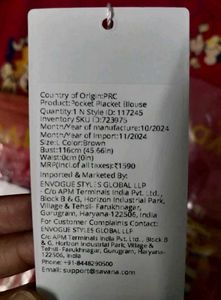 Country of Origin:PRC
Product:Pocket Placket Blouse
Quantity:1 N Style ID: 117245
Inventory SKU ID:723975
Month/Year of manufacture:10/2024
Month/Year of Import:11/2024
Size:L Color:Brown
Bust:116cm (45.66in)
Waist:0cm (0in)
MRP(Incl.of all taxes):₹1590
Imported & Marketed By:
ENVOGUE STYLES GLOBAL LLP
- C/o APM Terminals India Pvt. Ltd.,
Block B & G, Horizon Industrial Park,
Village & Tehsil- Farukhnagar,
Gurugram, Haryana-122506, India
For Customer Complaints Contact:
ENVOGUE STYLES GLOBAL LLP
- C/o APM Terminals India Pvt. Ltd., Block
B & G, Horizon Industrial Park, Village &
Tehsil- Farukhnagar, Gurugram, Haryana-
122506, India
Phone: +91-8448290500
Email: support@savana.com